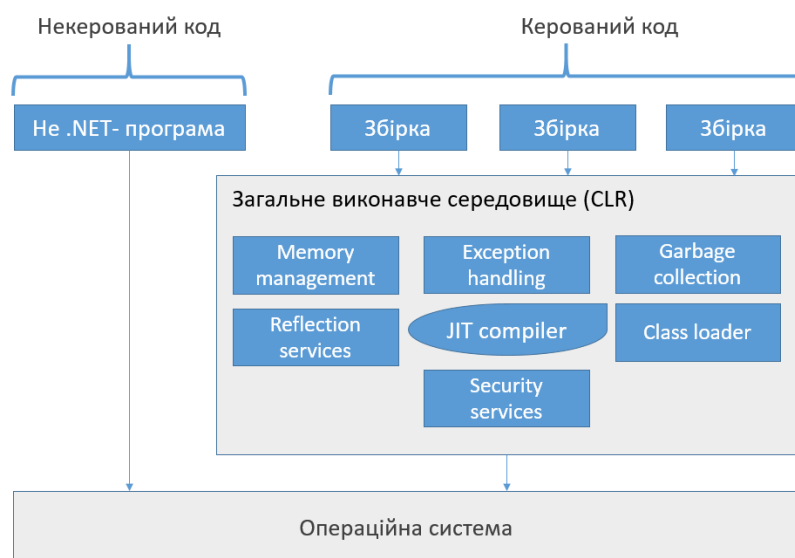 Некерований код
Керований код
Не .NET- програма
Збірка
Збірка
Збірка
Загальне виконавче середовище (CLR)
Memory
management
Exception
handling
Garbage
collection
Reflection
services
JIT compiler
Class loader
Security
services
Операційна система